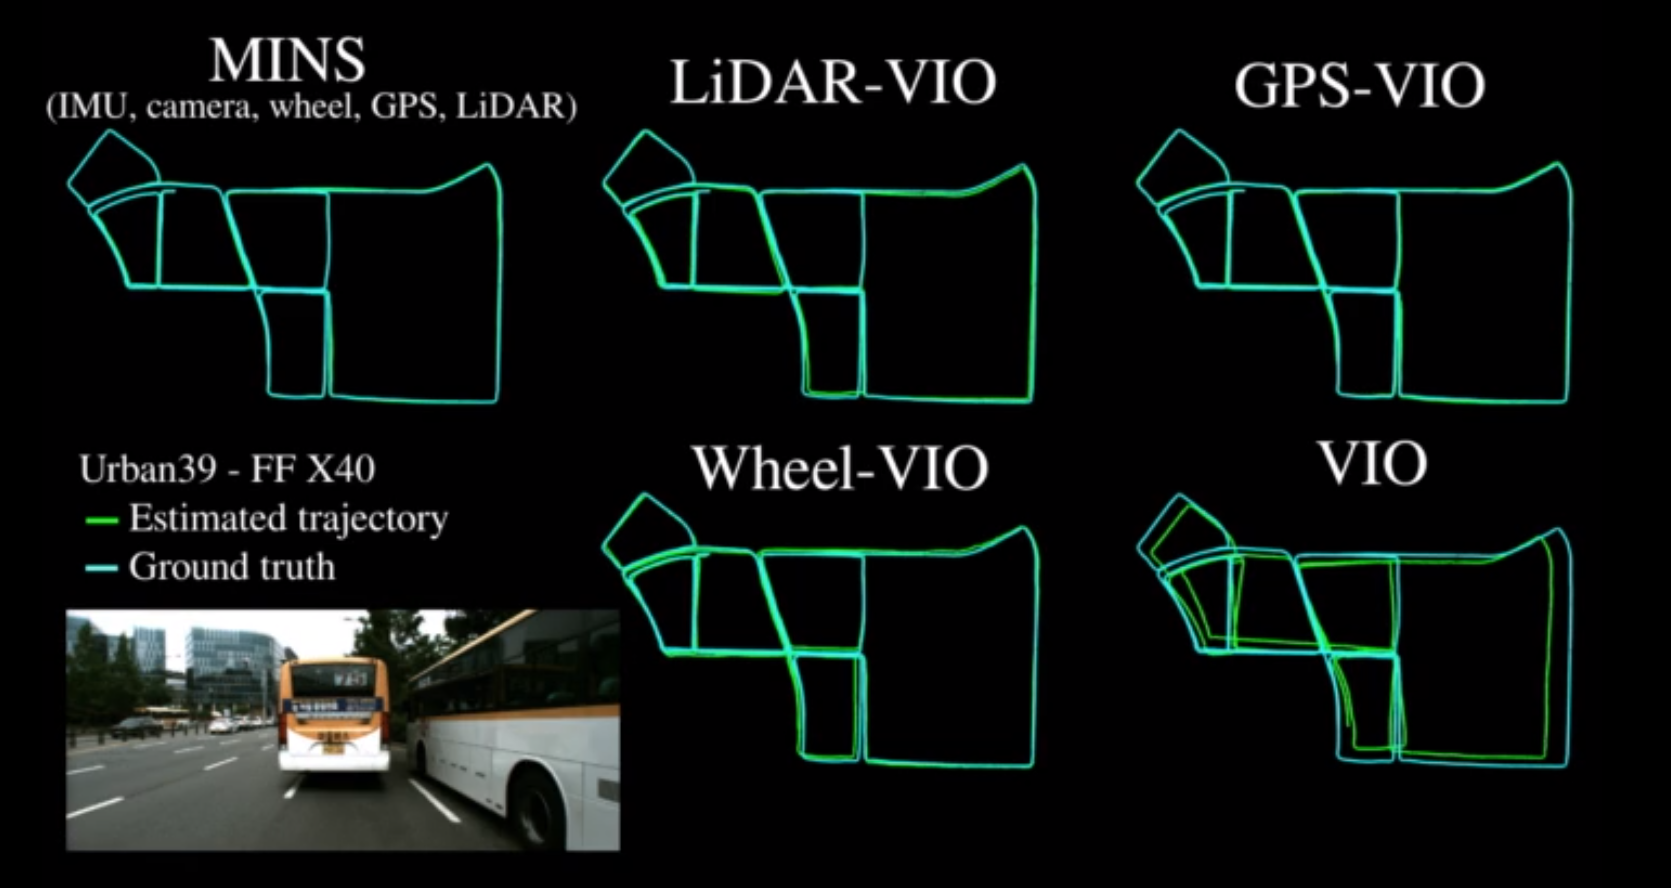 MINS
(IMU, camera, wheel, GPS, LiDAR)
LiDAR-VIO
GPS-VIO
Urban39 - FF X40
Estimated trajectory
Ground truth
Wheel-VIO
VIO